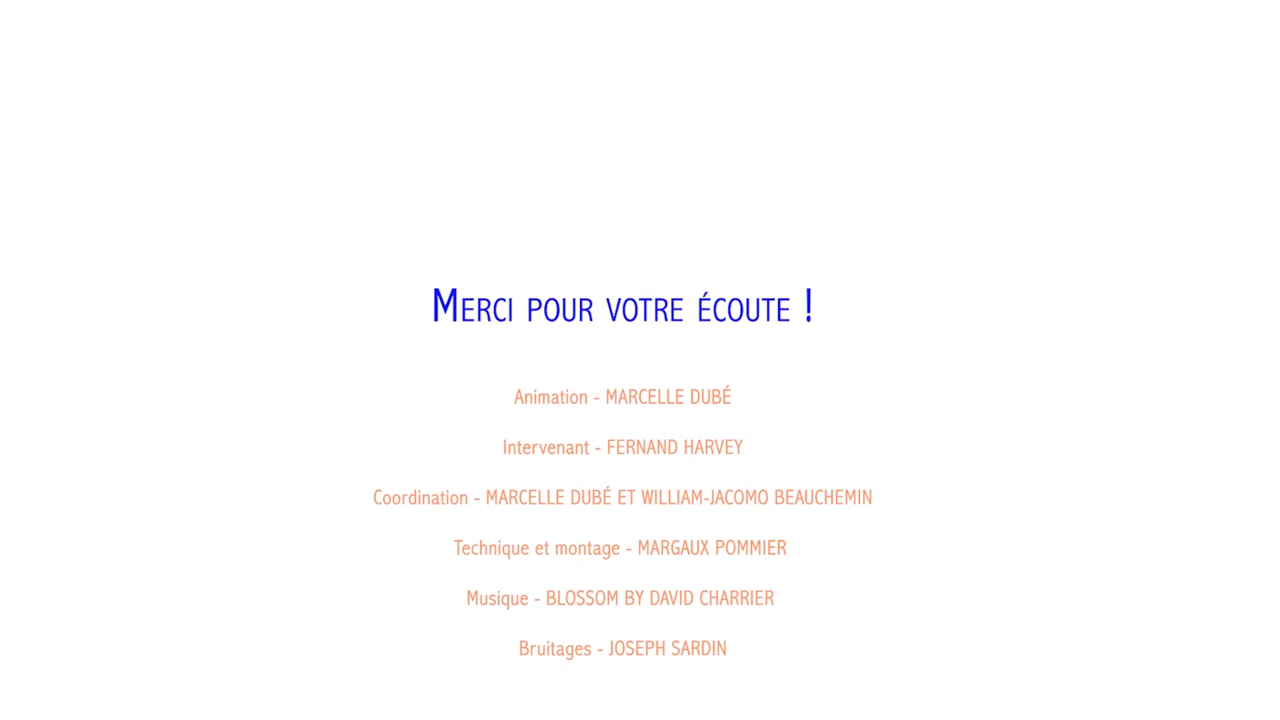 Merci pour votre écoute !
Animation - MARCELLE DUBÉ
Intervenant - FERNAND HARVEY
Coordination - MARCELLE DUBÉ ET WILLIAM-JACOMO BEAUCHEMIN
Technique et montage - MARGAUX POMMIER
Musique - BLOSSOM BY DAVID CHARRIER
Bruitages - JOSEPH SARDIN